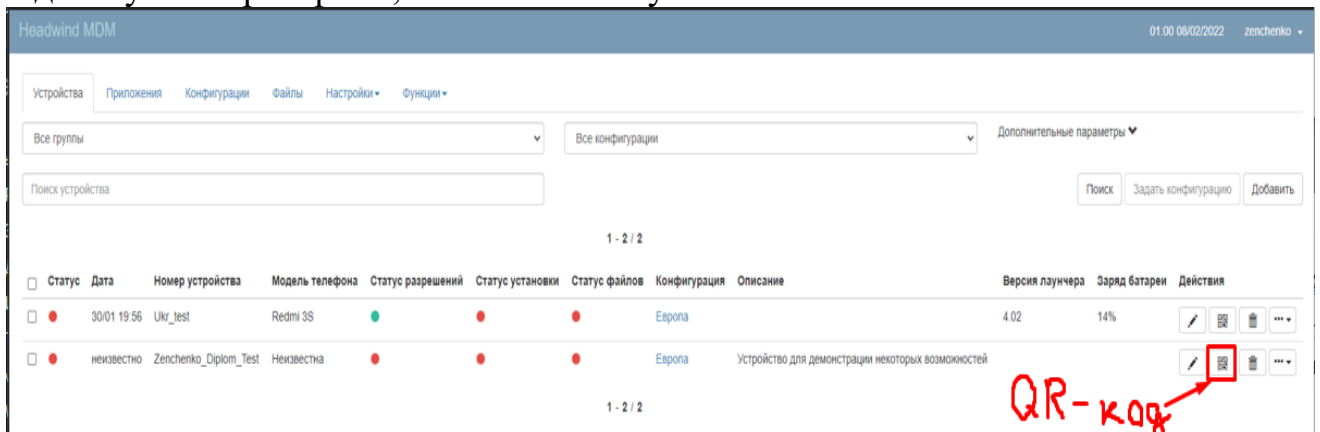 Headwind MDM 01:00 08/02/2022 zenchenko
Устройства Приложения Конфигурации Файлы Настройки Функции
Все группы Все конфигурации Дополнительные параметры
Поиск устройства Поиск Задать конфигурацию Добавить
1 - 2 / 2
Статус Дата Номер устройства Модель телефона Статус разрешений Статус установки Статус файлов Конфигурация Описание Версия лаунчера Заряд батареи Действия
30/01 19:56 Ukr_test Redmi 3S Европа 4.02 14%
неизвестно Zenchenko_Diplom_Test Неизвестна Европа Устройство для демонстрации некоторых возможностей
QR-код
1 - 2 / 2